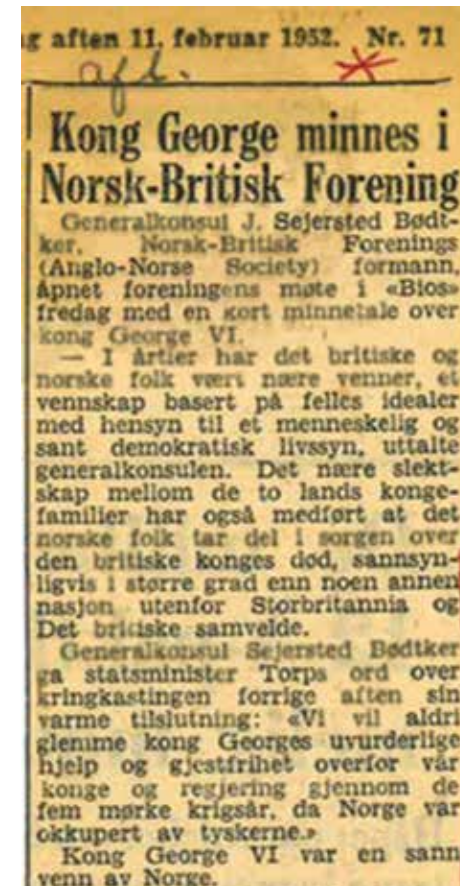 g aften 11. februar 1952. Nr. 71
aft.
Kong George minnes i
Norsk-Britisk Forening
Generalkonsul J. Sejersted Bødt-
ker, Norsk-Britisk Forenings
(Anglo-Norse Society) formann,
åpnet foreningens møte i «Bios»
fredag med en kort minnetale over
kong George VI.
— I årtier har det britiske og
norske folk vært nære venner, et
vennskap basert på felles idealer
med hensyn til et menneskelig og
sant demokratisk livssyn, uttalte
generalkonsulen. Det nære slekt-
skap mellom de to lands konge-
familier har også medført at det
norske folk tar del i sorgen over
den britiske konges død, sannsyn-
ligvis i større grad enn noen annen
nasjon utenfor Storbritannia og
Det britiske samvelde.
Generalkonsul Sejersted Bødtker
ga statsminister Torps ord over
kringkastingen forrige aften sin
varme tilslutning: «Vi vil aldri
glemme kong Georges uvurderlige
hjelp og gjestfrihet overfor vår
konge og regjering gjennom de
fem mørke krigsår, da Norge var
okkupert av tyskerne.»
Kong George VI var en sann
venn av Norge.